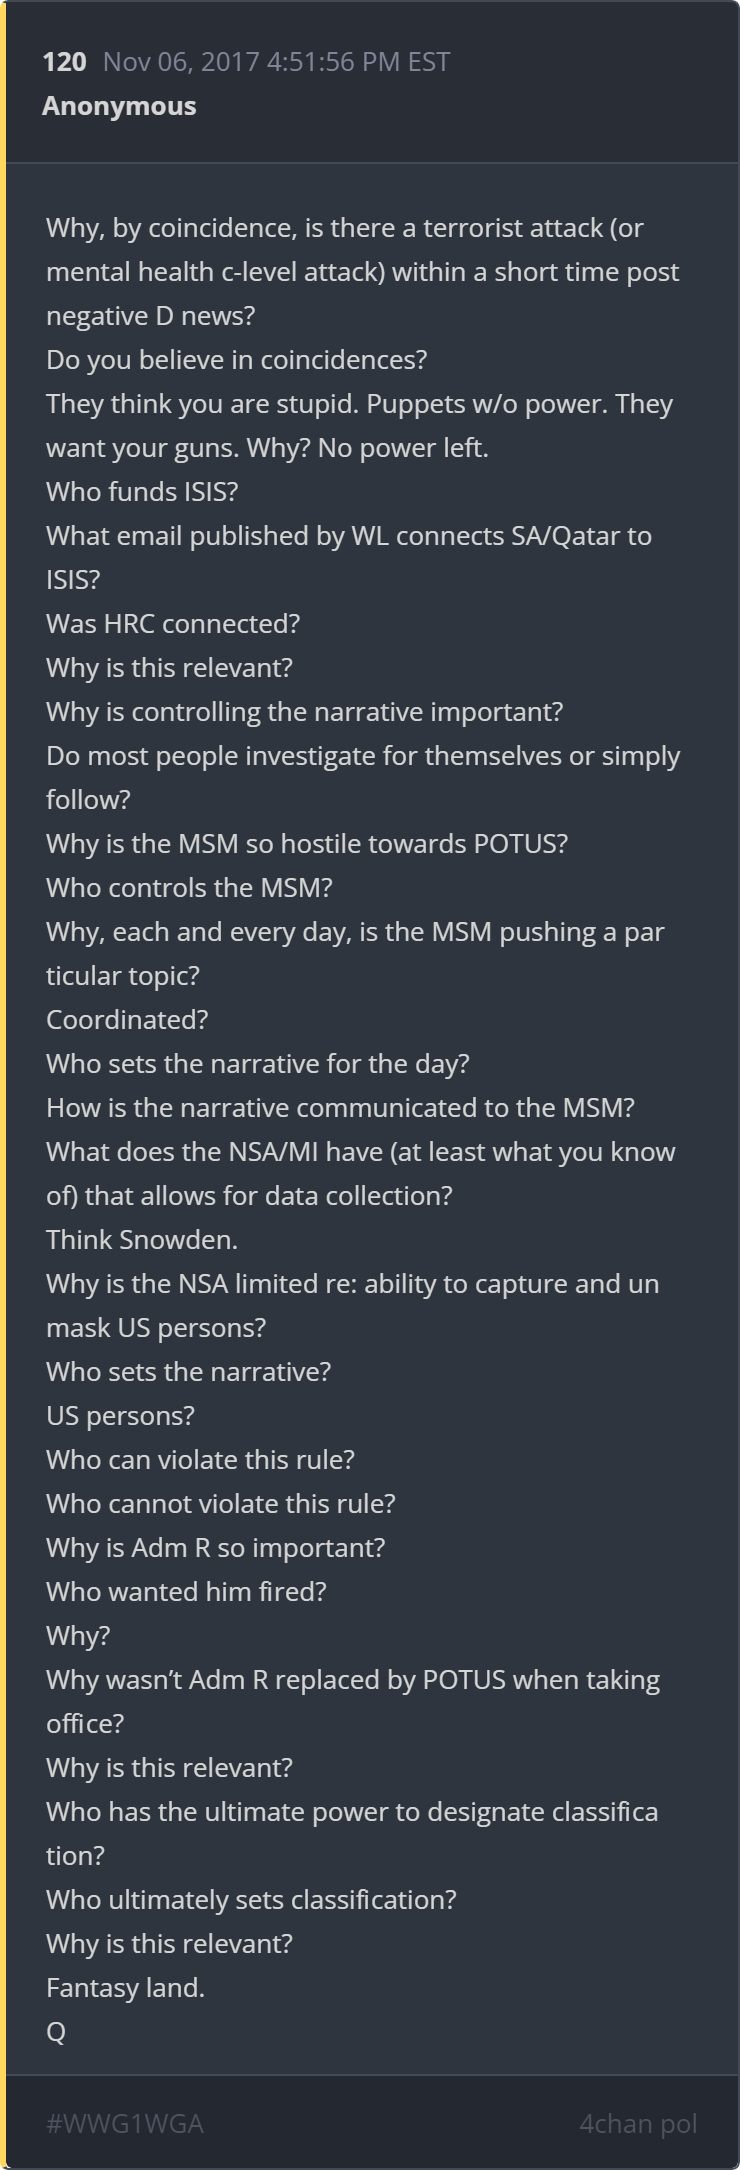 120 Nov 06, 2017 4:51:56 PM EST
Anonymous
Why, by coincidence, is there a terrorist attack (or
mental health c-level attack) within a short time post
negative D news?
Do you believe in coincidences?
They think you are stupid. Puppets w/o power. They
want your guns. Why? No power left.
Who funds ISIS?
What email published by WL connects SA/Qatar to
ISIS?
Was HRC connected?
Why is this relevant?
Why is controlling the narrative important?
Do most people investigate for themselves or simply
follow?
Why is the MSM so hostile towards POTUS?
Who controls the MSM?
Why, each and every day, is the MSM pushing a par
ticular topic?
Coordinated?
Who sets the narrative for the day?
How is the narrative communicated to the MSM?
What does the NSA/MI have (at least what you know
of) that allows for data collection?
Think Snowden.
Why is the NSA limited re: ability to capture and un
mask US persons?
Who sets the narrative?
US persons?
Who can violate this rule?
Who cannot violate this rule?
Why is Adm R so important?
Who wanted him fired?
Why?
Why wasn’t Adm R replaced by POTUS when taking
office?
Why is this relevant?
Who has the ultimate power to designate classifica
tion?
Who ultimately sets classification?
Why is this relevant?
Fantasy land.
Q
#WWG1WGA 4chan pol